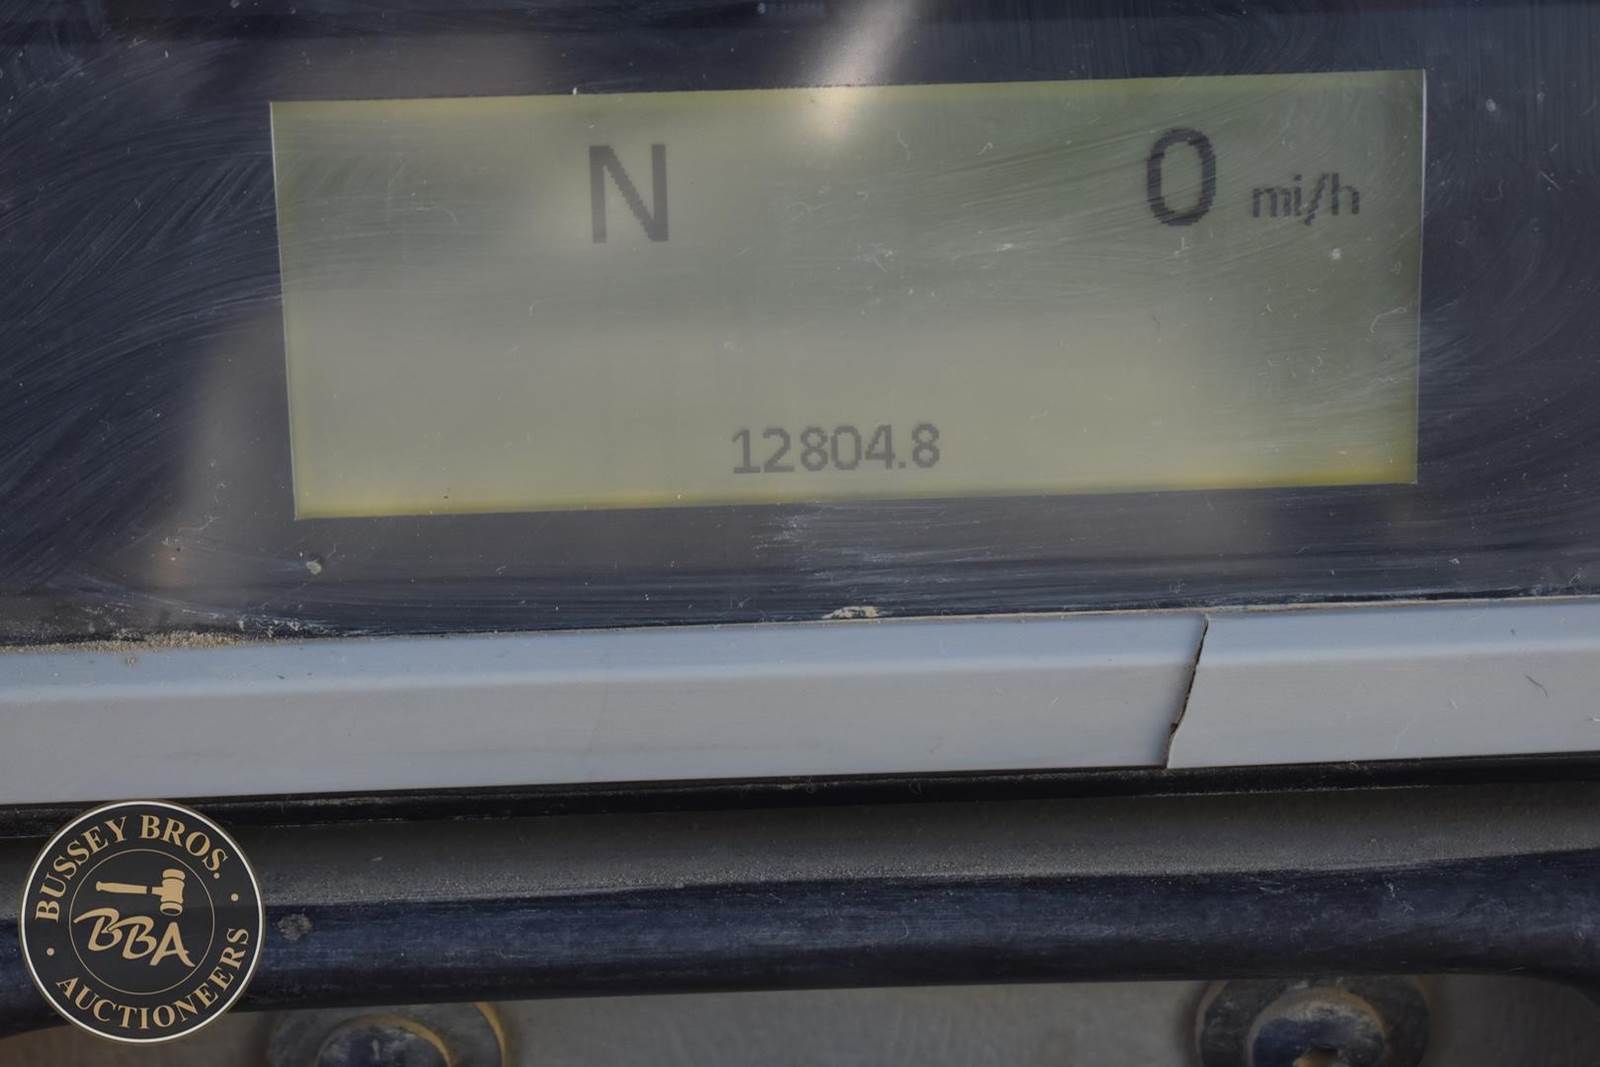 N 0 mi/h
12804.8
BUSSEY BROS.
BBA
AUCTIONEERS